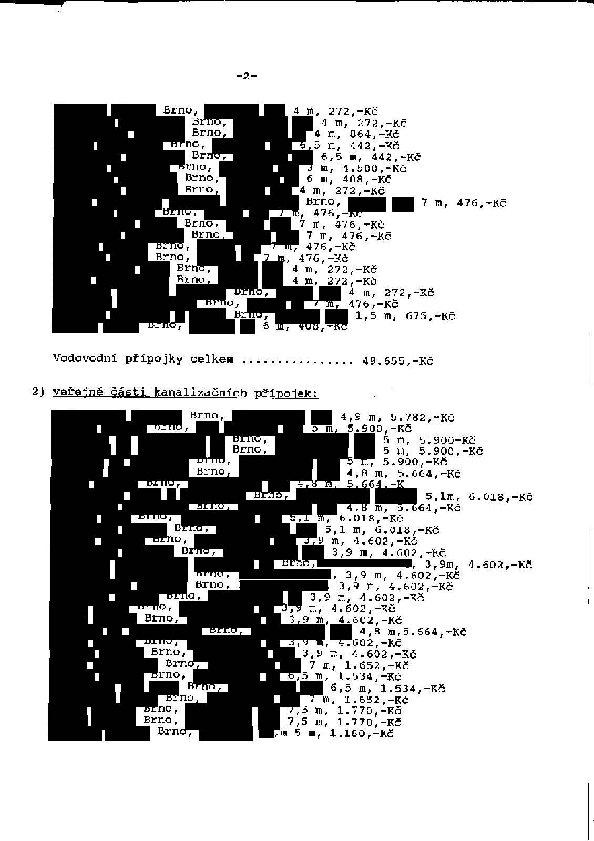 -2-
Brno, 4 m, 272,-Kč
Brno, 4 m, 272,-Kč
Brno, 4 m, 864,-Kč
Brno, 6,5 m, 442,-Kč
Brno, 6,5 m, 442,-Kč
Brno, 3 m, 4.500,-Kč
Brno, 6 m, 408,-Kč
Brno, 4 m, 272,-Kč
Brno, 7 m, 476,-Kč
Brno, 7 m, 476,-Kč
Brno, 7 m, 476,-Kč
Brno, 7 m, 476,-Kč
Brno, 7 m, 476,-Kč
Brno, 7 m, 476,-Kč
Brno, 4 m, 272,-Kč
Brno, 4 m, 272,-Kč
Brno, 4 m, 272,-Kč
Brno, 7 m, 476,-Kč
Brno, 1,5 m, 675,-Kč
Brno, 6 m, 408,-Kč
Vodovodní přípojky celkem ................ 49.655,-Kč
2) veřejné části kanalizačních přípojek:
Brno, 4,9 m, 5.782,-Kč
Brno, 5 m, 5.900,-Kč
Brno, 5 m, 5.900-Kč
Brno, 5 m, 5.900,-Kč
Brno, 5 m, 5.900,-Kč
Brno, 4,8 m, 5.664,-Kč
Brno, 4,8 m, 5.664,-K
Brno, 5,1m, 6.018,-Kč
Brno, 4,8 m, 5.664,-Kč
Brno, 5,1 m, 6.018,-Kč
Brno, 5,1 m, 6.018,-Kč
Brno, 3,9 m, 4.602,-Kč
Brno, 3,9 m, 4.602,-Kč
Brno, , 3,9m, 4.602,-Kč
Brno, , 3,9 m, 4.602,-Kč
Brno, , 3,9 m, 4.602,-Kč
Brno, 3,9 m, 4.602,-Kč
Brno, 3,9 m, 4.602,-Kč
Brno, 3,9 m, 4.602,-Kč
Brno, 4,8 m,5.664,-Kč
Brno, 3,9 m, 4.602,-Kč
Brno, 3,9 m, 4.602,-Kč
Brno, 7 m, 1.652,-Kč
Brno, 6,5 m, 1.534,-Kč
Brno, 6,5 m, 1.534,-Kč
Brno, 7 m, 1.652,-Kč
Brno, 7,5 m, 1.770,-Kč
Brno, 7,5 m, 1.770,-Kč
Brno, 5 m, 1.160,-Kč